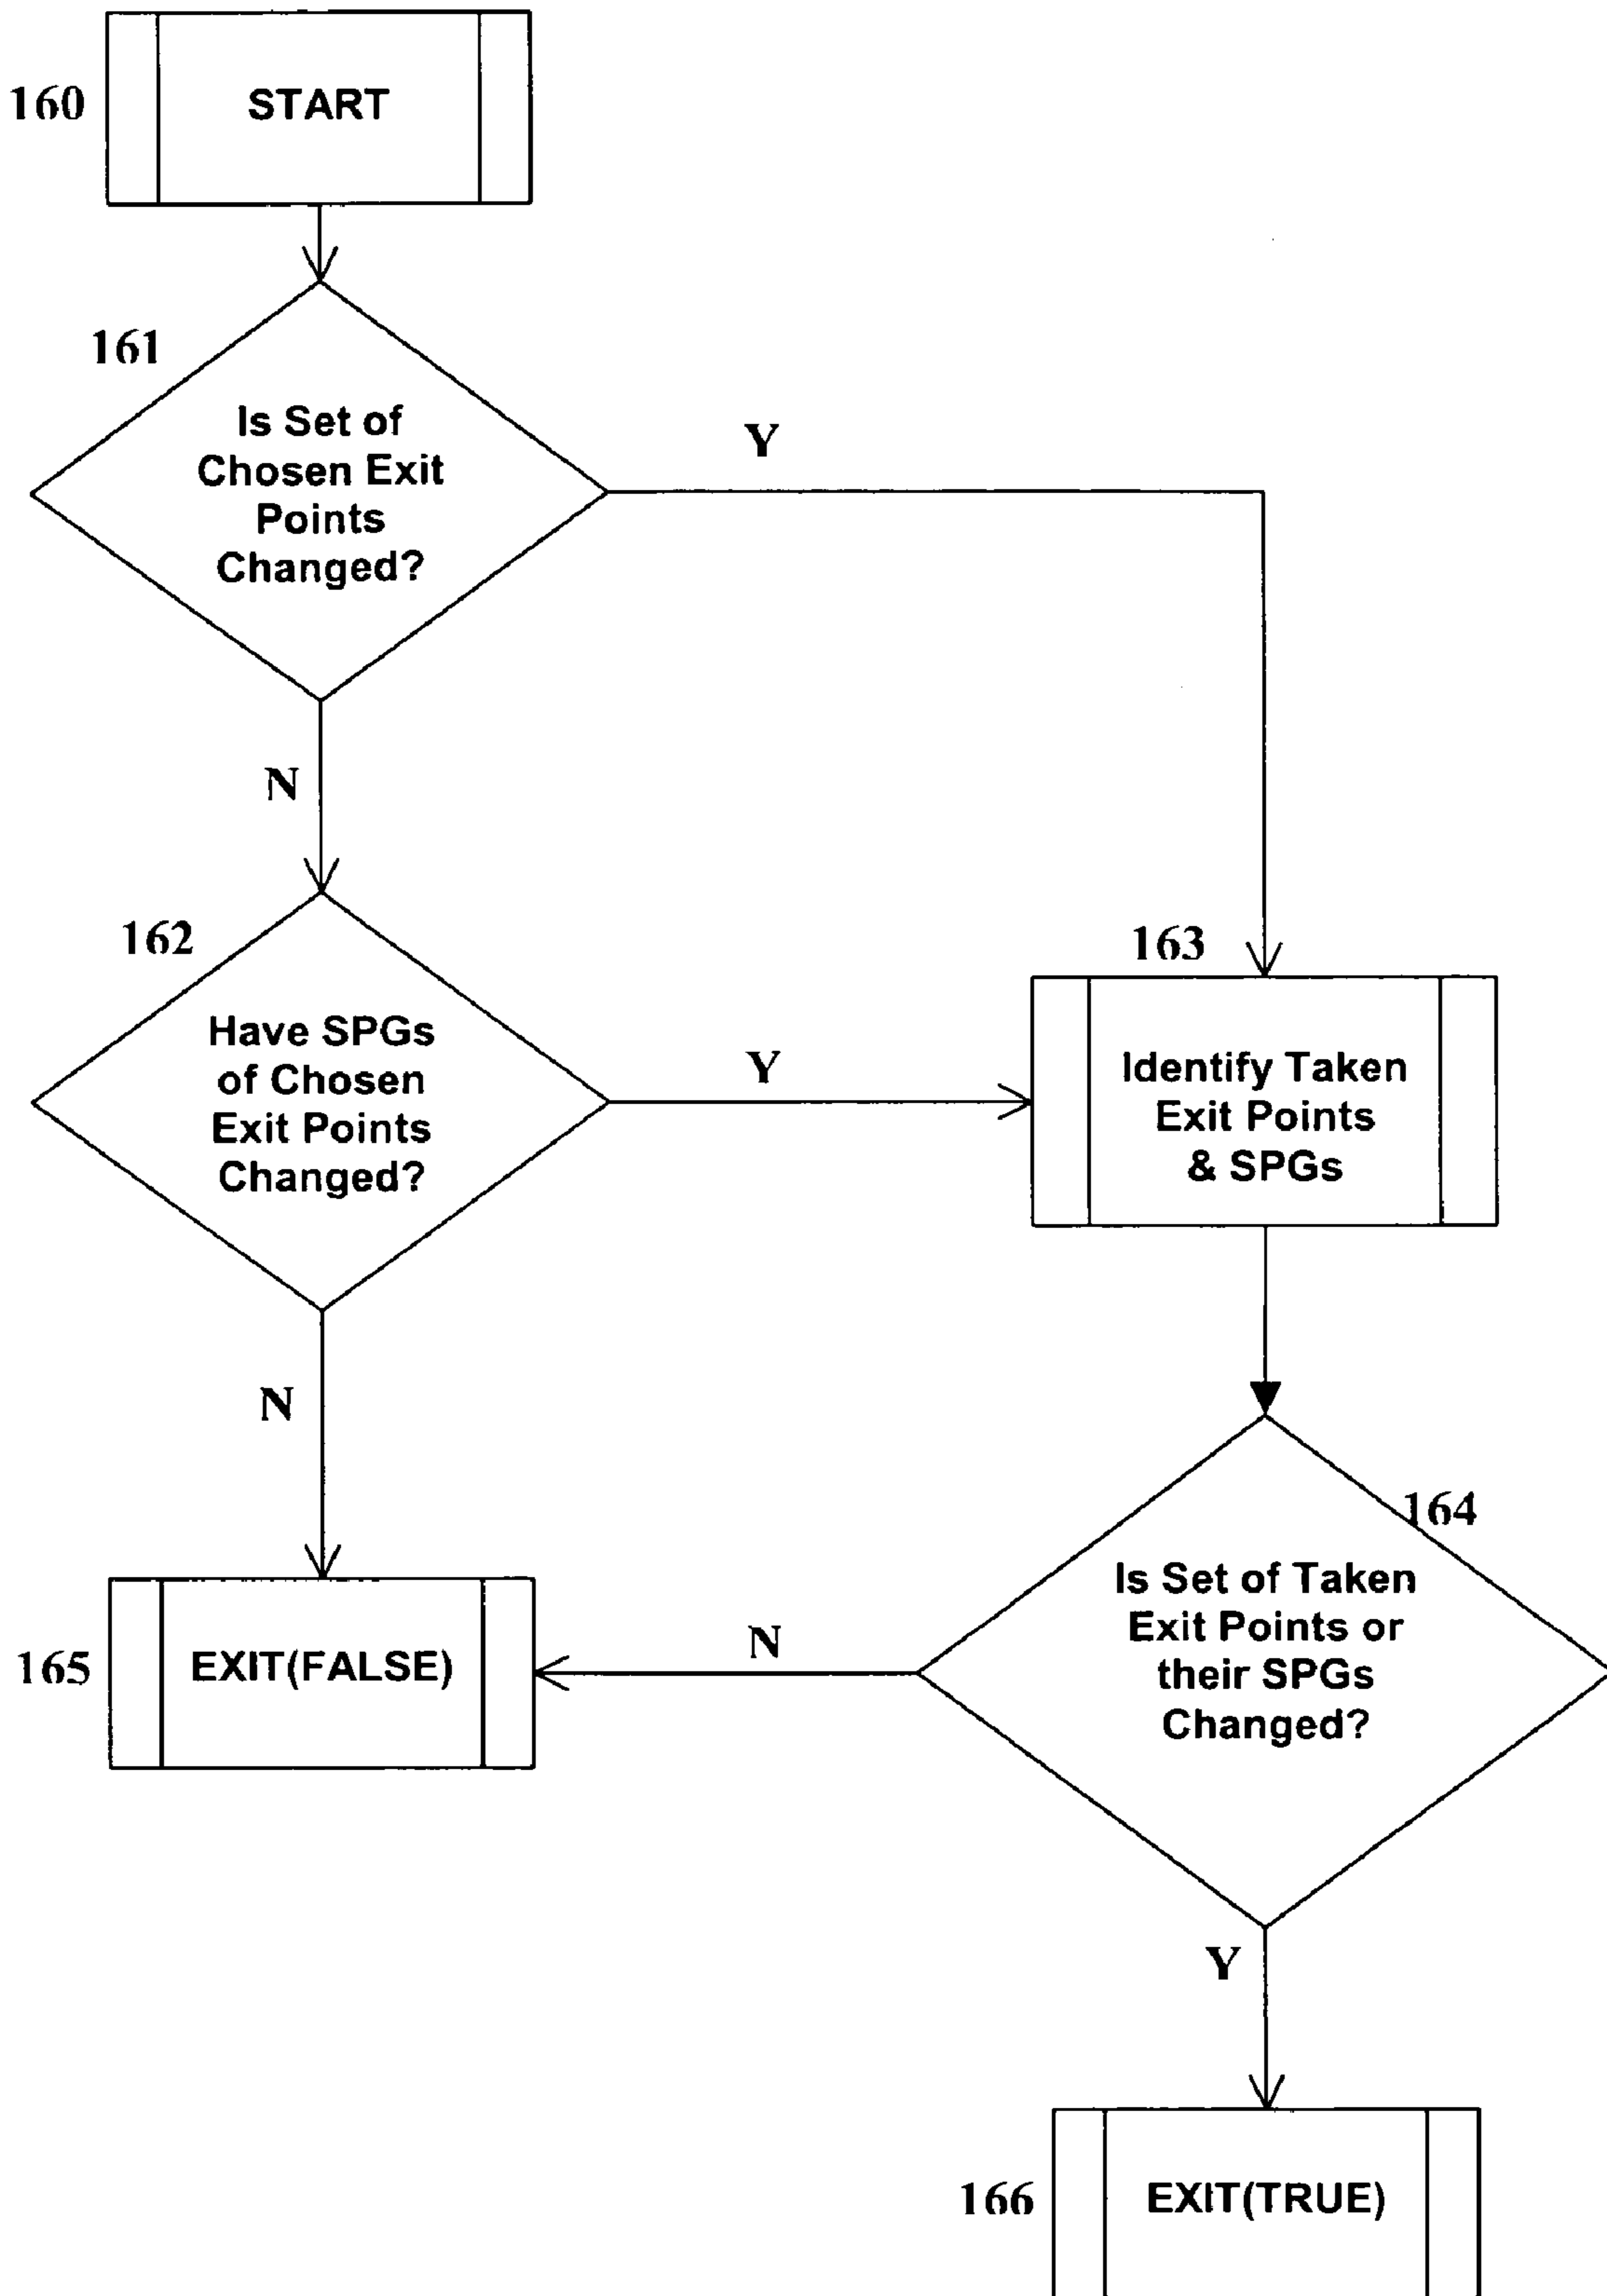 160
START
161
Is Set of
Chosen Exit
Points
Changed?
Y
N
162
Have SPGs
of Chosen
Exit Points
Changed?
Y
163
Identify Taken
Exit Points
& SPGs
N
164
Is Set of Taken
Exit Points or
their SPGs
Changed?
N
165
EXIT(FALSE)
Y
166
EXIT(TRUE)